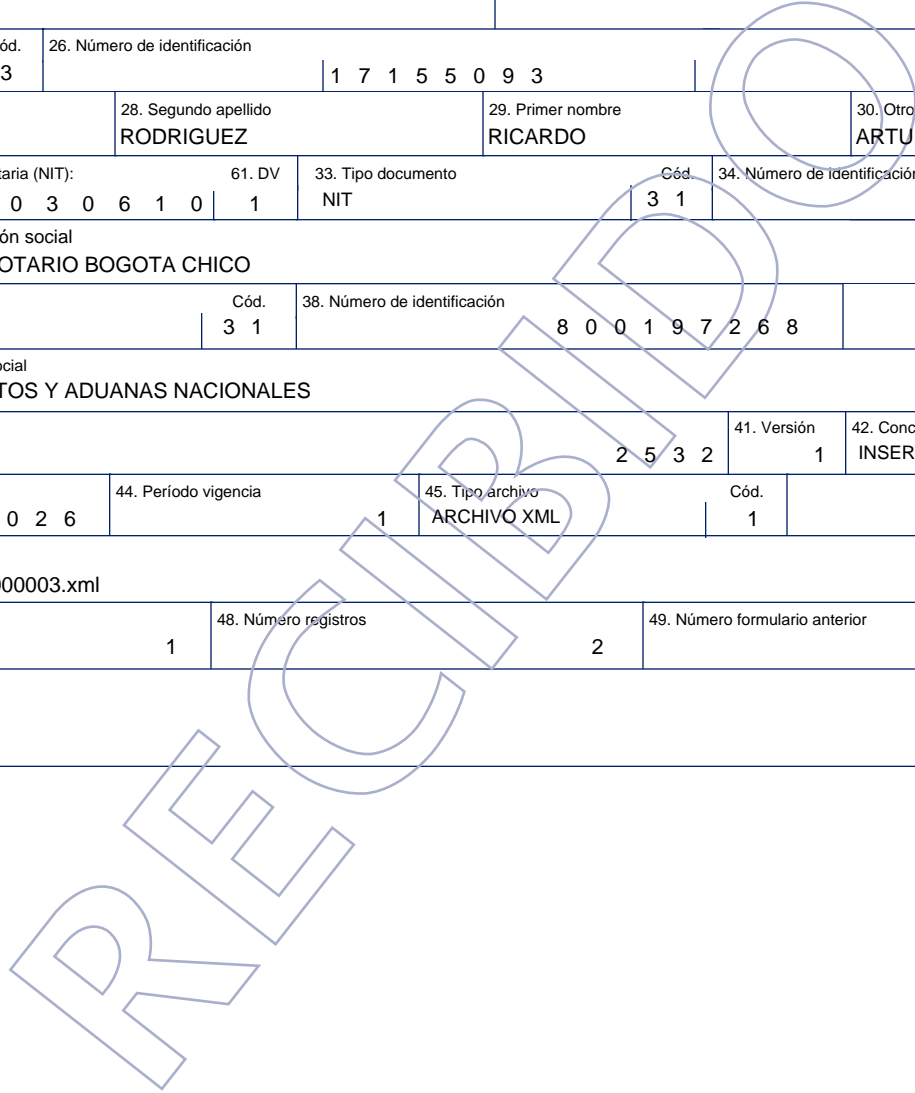 ód. 26. Número de identificación
3 1 7 1 5 5 0 9 3
28. Segundo apellido 29. Primer nombre 30. Otro
RODRIGUEZ RICARDO ARTU
taria (NIT): 61. DV 33. Tipo documento Cód. 34. Número de identificación
0 3 0 6 1 0 1 NIT 3 1
ón social
OTARIO BOGOTA CHICO
Cód. 38. Número de identificación
3 1 8 0 0 1 9 7 2 6 8
ocial
TOS Y ADUANAS NACIONALES
41. Versión 42. Conc
2 5 3 2 1 INSER
44. Período vigencia 45. Tipo archivo Cód.
0 2 6 1 ARCHIVO XML 1
000003.xml
48. Número registros 49. Número formulario anterior
1 2
RECIBIDO